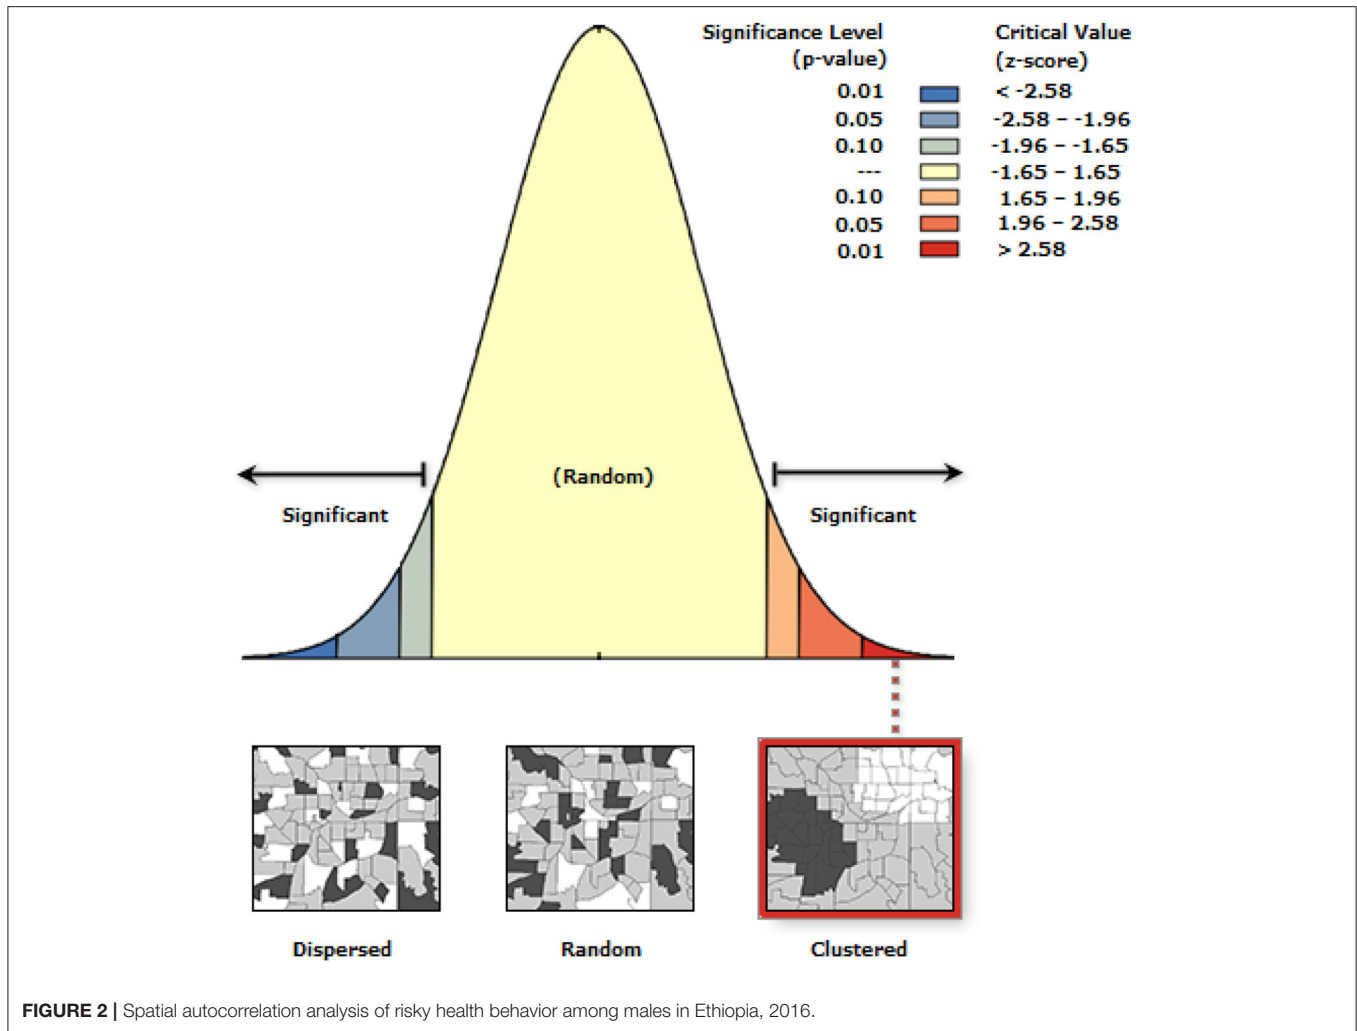 Significance Level (p-value) Critical Value (z-score)
0.01 < -2.58
0.05 -2.58 – -1.96
0.10 -1.96 – -1.65
--- -1.65 – 1.65
0.10 1.65 – 1.96
0.05 1.96 – 2.58
0.01 > 2.58
(Random)
Significant Significant
Dispersed Random Clustered
FIGURE 2 | Spatial autocorrelation analysis of risky health behavior among males in Ethiopia, 2016.